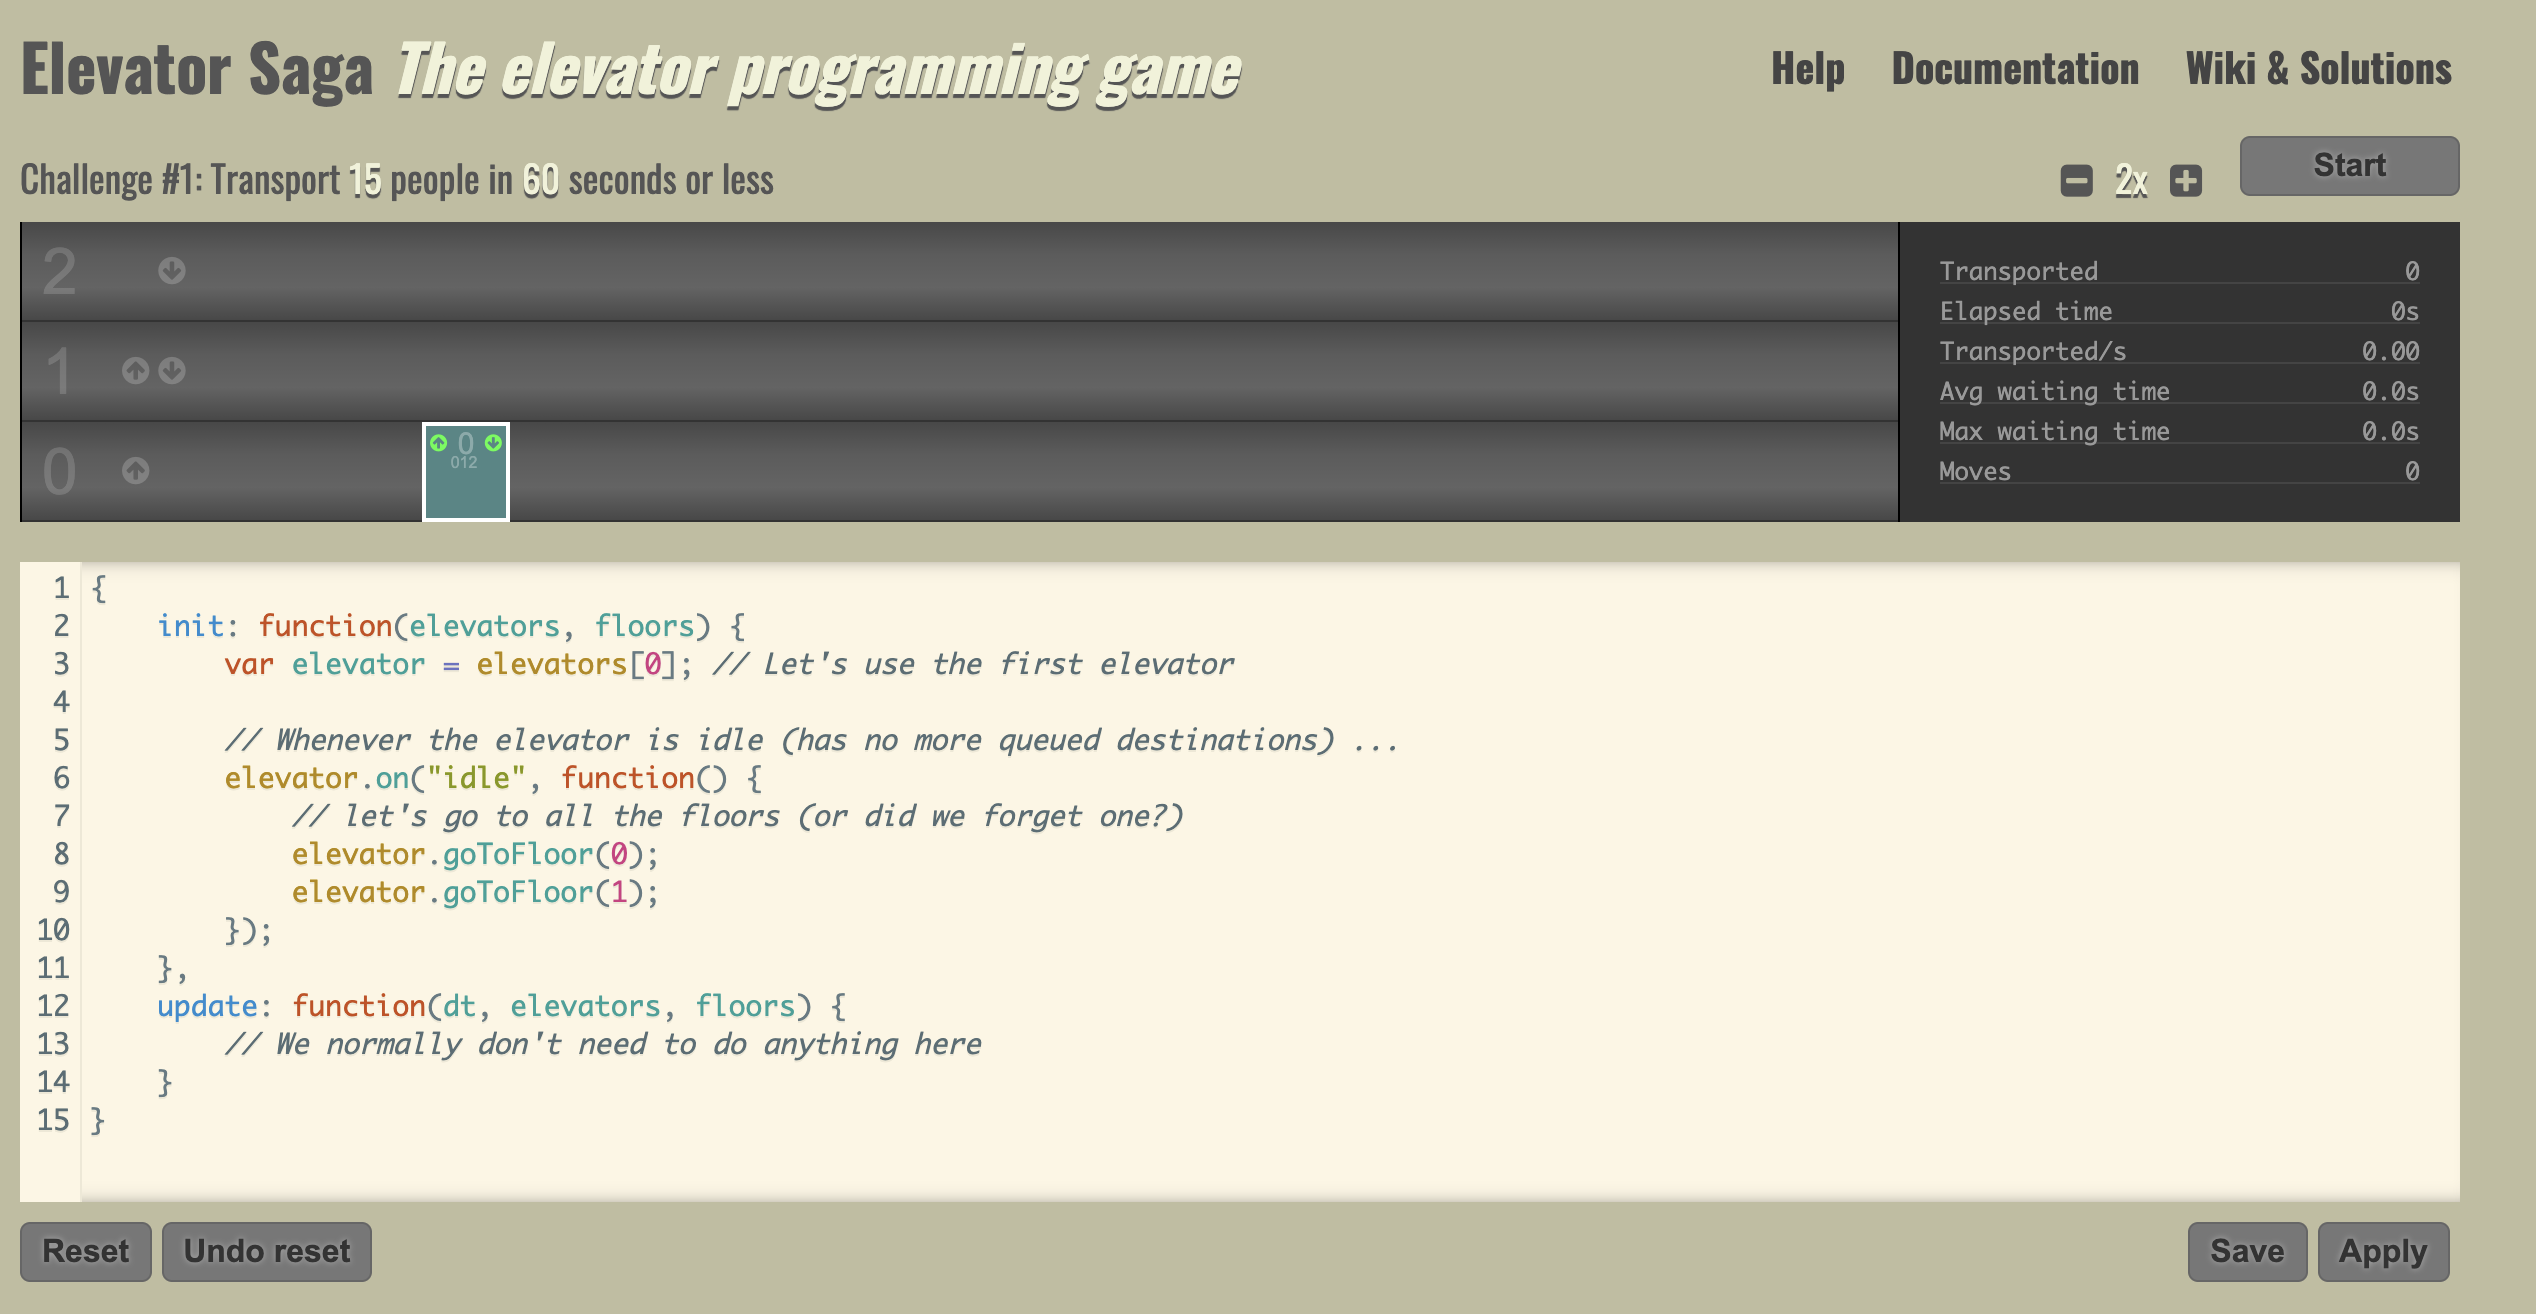 Elevator Saga The elevator programming game
Help Documentation Wiki & Solutions
Challenge #1: Transport 15 people in 60 seconds or less
2x
Start
2
1
0
0
012
Transported 0
Elapsed time 0s
Transported/s 0.00
Avg waiting time 0.0s
Max waiting time 0.0s
Moves 0
1 {
2     init: function(elevators, floors) {
3         var elevator = elevators[0]; // Let's use the first elevator
4
5         // Whenever the elevator is idle (has no more queued destinations) ...
6         elevator.on("idle", function() {
7             // let's go to all the floors (or did we forget one?)
8             elevator.goToFloor(0);
9             elevator.goToFloor(1);
10         });
11     },
12     update: function(dt, elevators, floors) {
13         // We normally don't need to do anything here
14     }
15 }
Reset Undo reset
Save Apply